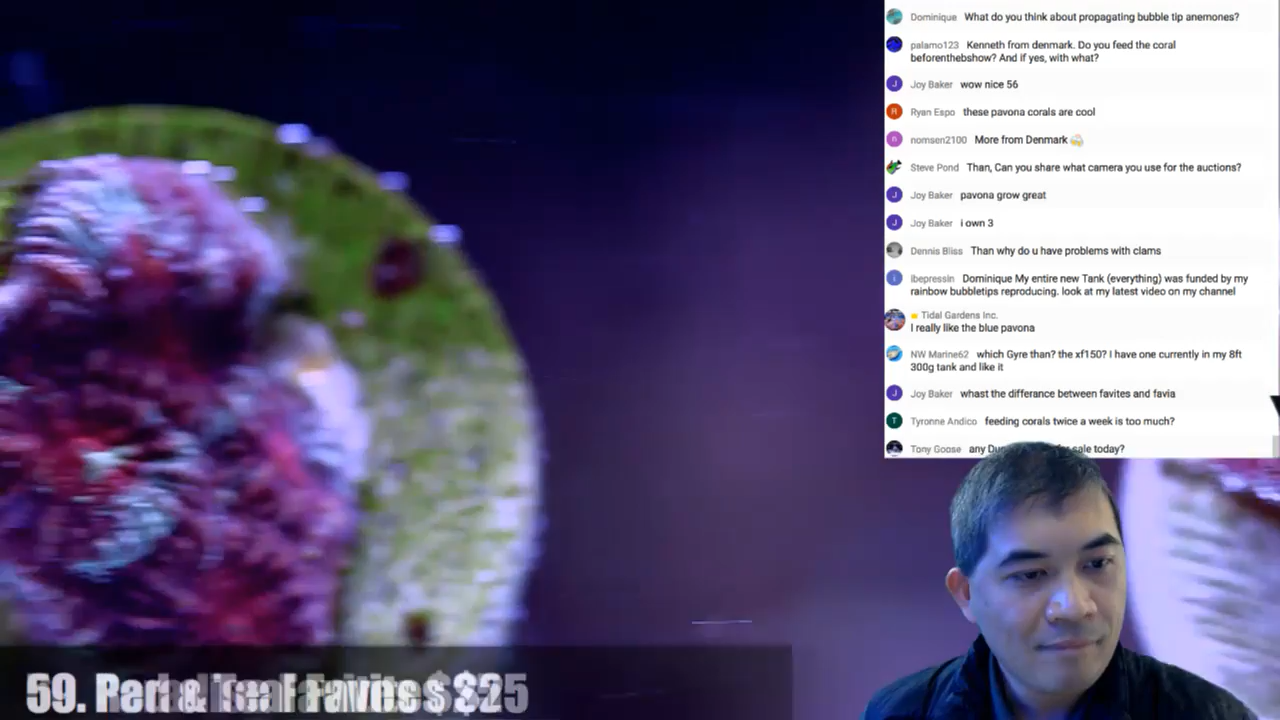 Dominique What do you think about propagating bubble tip anemones?
palamo123 Kenneth from denmark. Do you feed the coral
beforenthebshow? And if yes, with what?
Joy Baker wow nice 56
Ryan Espo these pavona corals are cool
nomsen2100 More from Denmark
Steve Pond Than, Can you share what camera you use for the auctions?
Joy Baker pavona grow great
Joy Baker i own 3
Dennis Bliss Than why do u have problems with clams
Ibepressin Dominique My entire new Tank (everything) was funded by my
rainbow bubbletips reproducing. look at my latest video on my channel
Tidal Gardens Inc.
I really like the blue pavona
NW Marine62 which Gyre than? the xf150? I have one currently in my 8ft
300g tank and like it
Joy Baker whast the differance between favites and favia
Tyronne Andico feeding corals twice a week is too much?
Tony Goose any sale today?
59. & $25